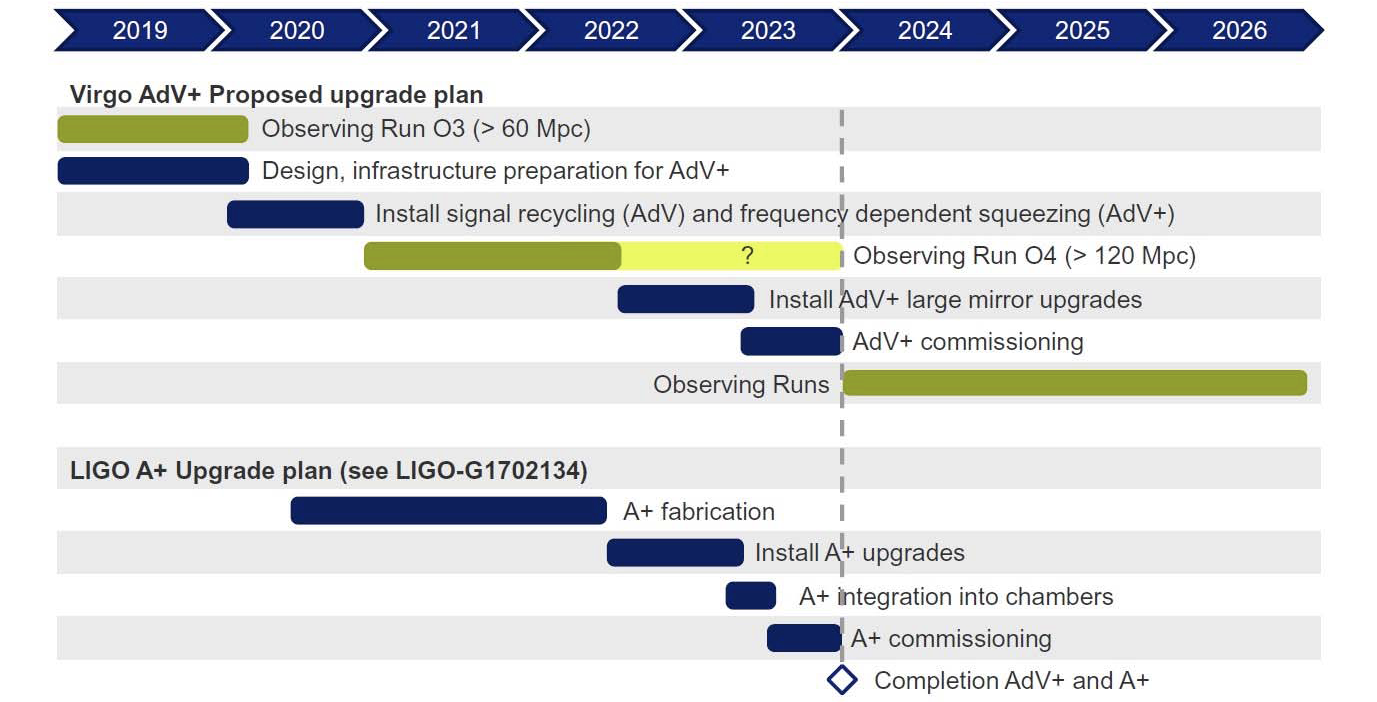 2019 2020 2021 2022 2023 2024 2025 2026
Virgo AdV+ Proposed upgrade plan
Observing Run O3 (> 60 Mpc)
Design, infrastructure preparation for AdV+
Install signal recycling (AdV) and frequency dependent squeezing (AdV+)
? Observing Run O4 (> 120 Mpc)
Install AdV+ large mirror upgrades
AdV+ commissioning
Observing Runs
LIGO A+ Upgrade plan (see LIGO-G1702134)
A+ fabrication
Install A+ upgrades
A+ integration into chambers
A+ commissioning
Completion AdV+ and A+